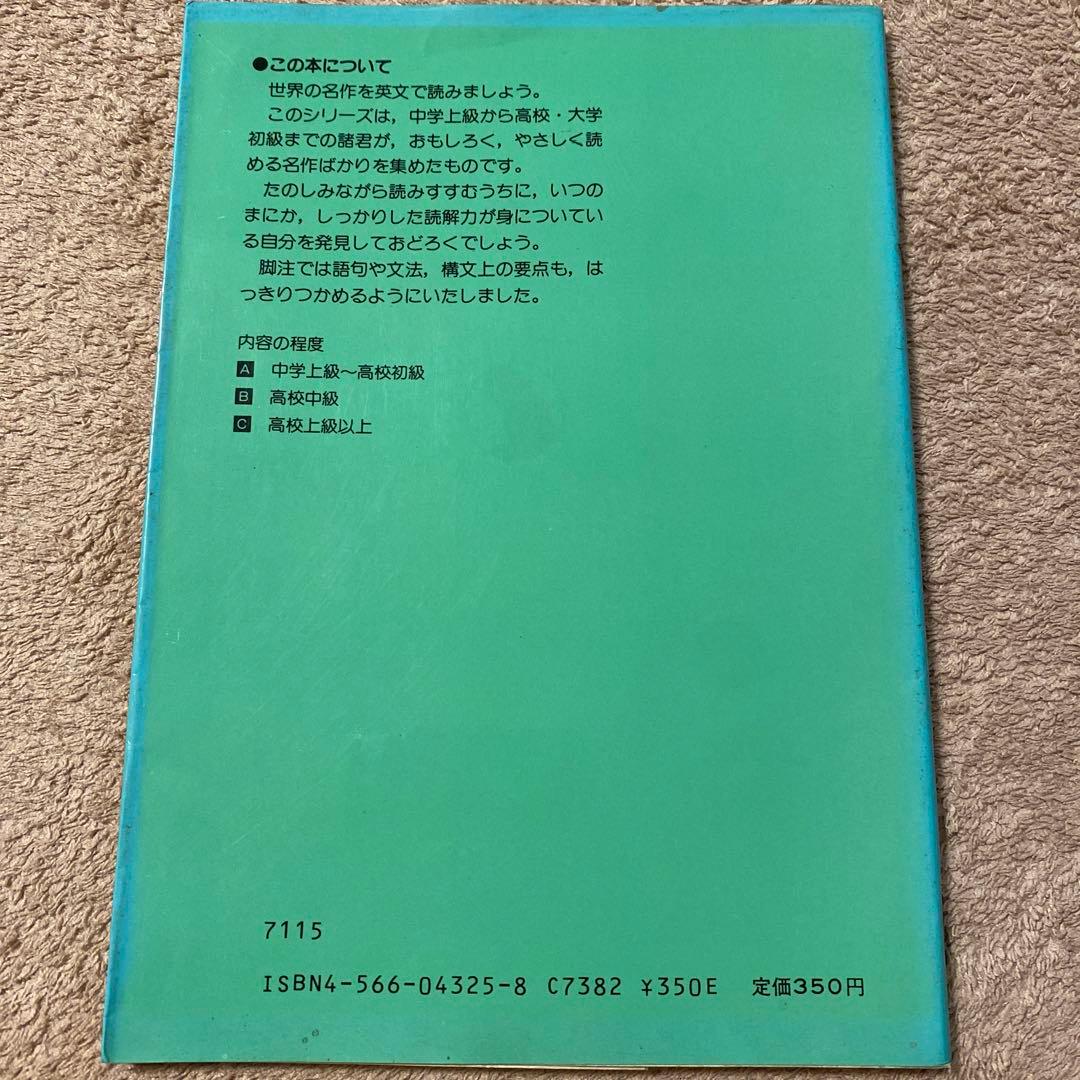 ●この本について
世界の名作を英文で読みましょう。
このシリーズは，中学上級から高校・大学
初級までの諸君が，おもしろく，やさしく読
める名作ばかりを集めたものです。
たのしみながら読みすすむうちに，いつの
まにか，しっかりした読解力が身についてい
る自分を発見しておどろくでしょう。
脚注では語句や文法，構文上の要点も，は
っきりつかめるようにいたしました。
内容の程度
A 中学上級～高校初級
B 高校中級
C 高校上級以上
7115
ISBN4-566-04325-8 C7382 ¥350E 定価350円